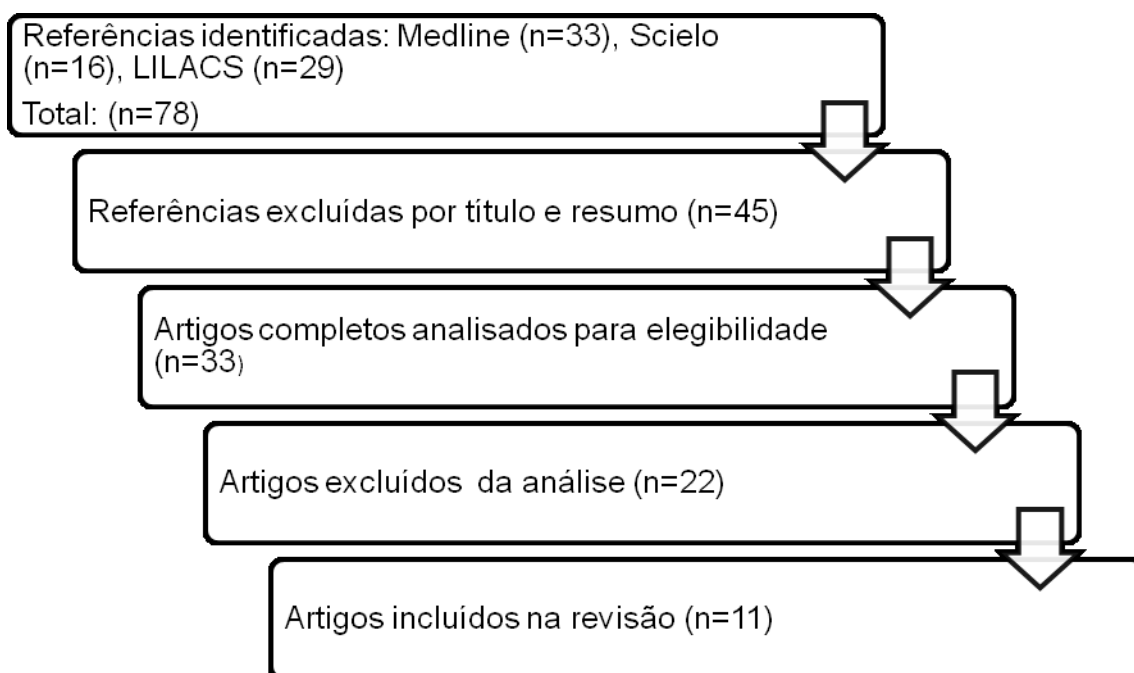 Referências identificadas: Medline (n=33), Scielo
(n=16), LILACS (n=29)
Total: (n=78)
Referências excluídas por título e resumo (n=45)
Artigos completos analisados para elegibilidade
(n=33)
Artigos excluídos da análise (n=22)
Artigos incluídos na revisão (n=11)